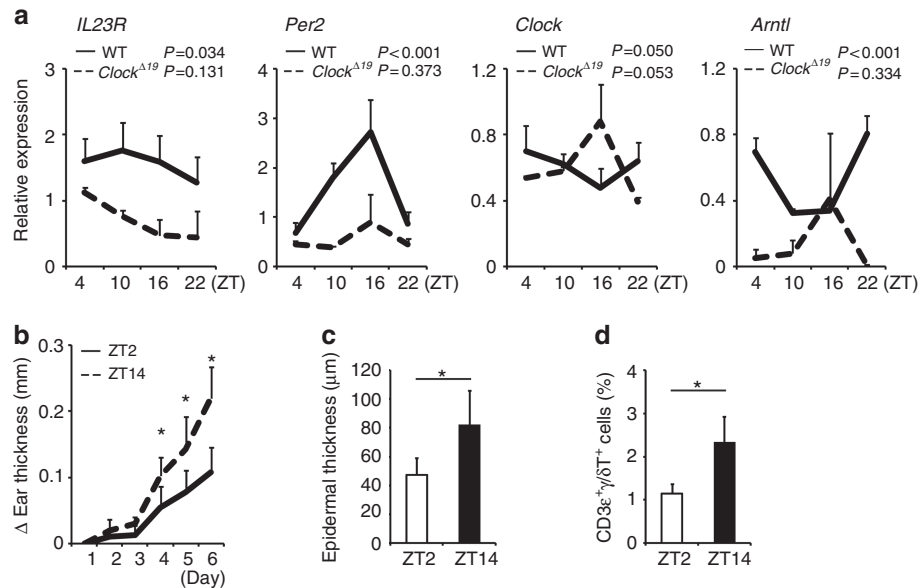 a
IL23R
WT P=0.034
Clock^Δ19 P=0.131
Relative expression
3
2
1
0
4 10 16 22 (ZT)
Per2
WT P<0.001
Clock^Δ19 P=0.373
4
3
2
1
0
4 10 16 22 (ZT)
Clock
WT P=0.050
Clock^Δ19 P=0.053
1.2
0.8
0.4
0
4 10 16 22 (ZT)
Arntl
WT P<0.001
Clock^Δ19 P=0.334
1.2
0.8
0.4
0
4 10 16 22 (ZT)
b
Δ Ear thickness (mm)
ZT2
ZT14
0.3
0.2
0.1
0
* * *
1 2 3 4 5 6
(Day)
c
Epidermal thickness (μm)
120
100
80
60
40
20
0
*
ZT2 ZT14
d
CD3ε+γ/δT+ cells (%)
4
3
2
1
0
*
ZT2 ZT14